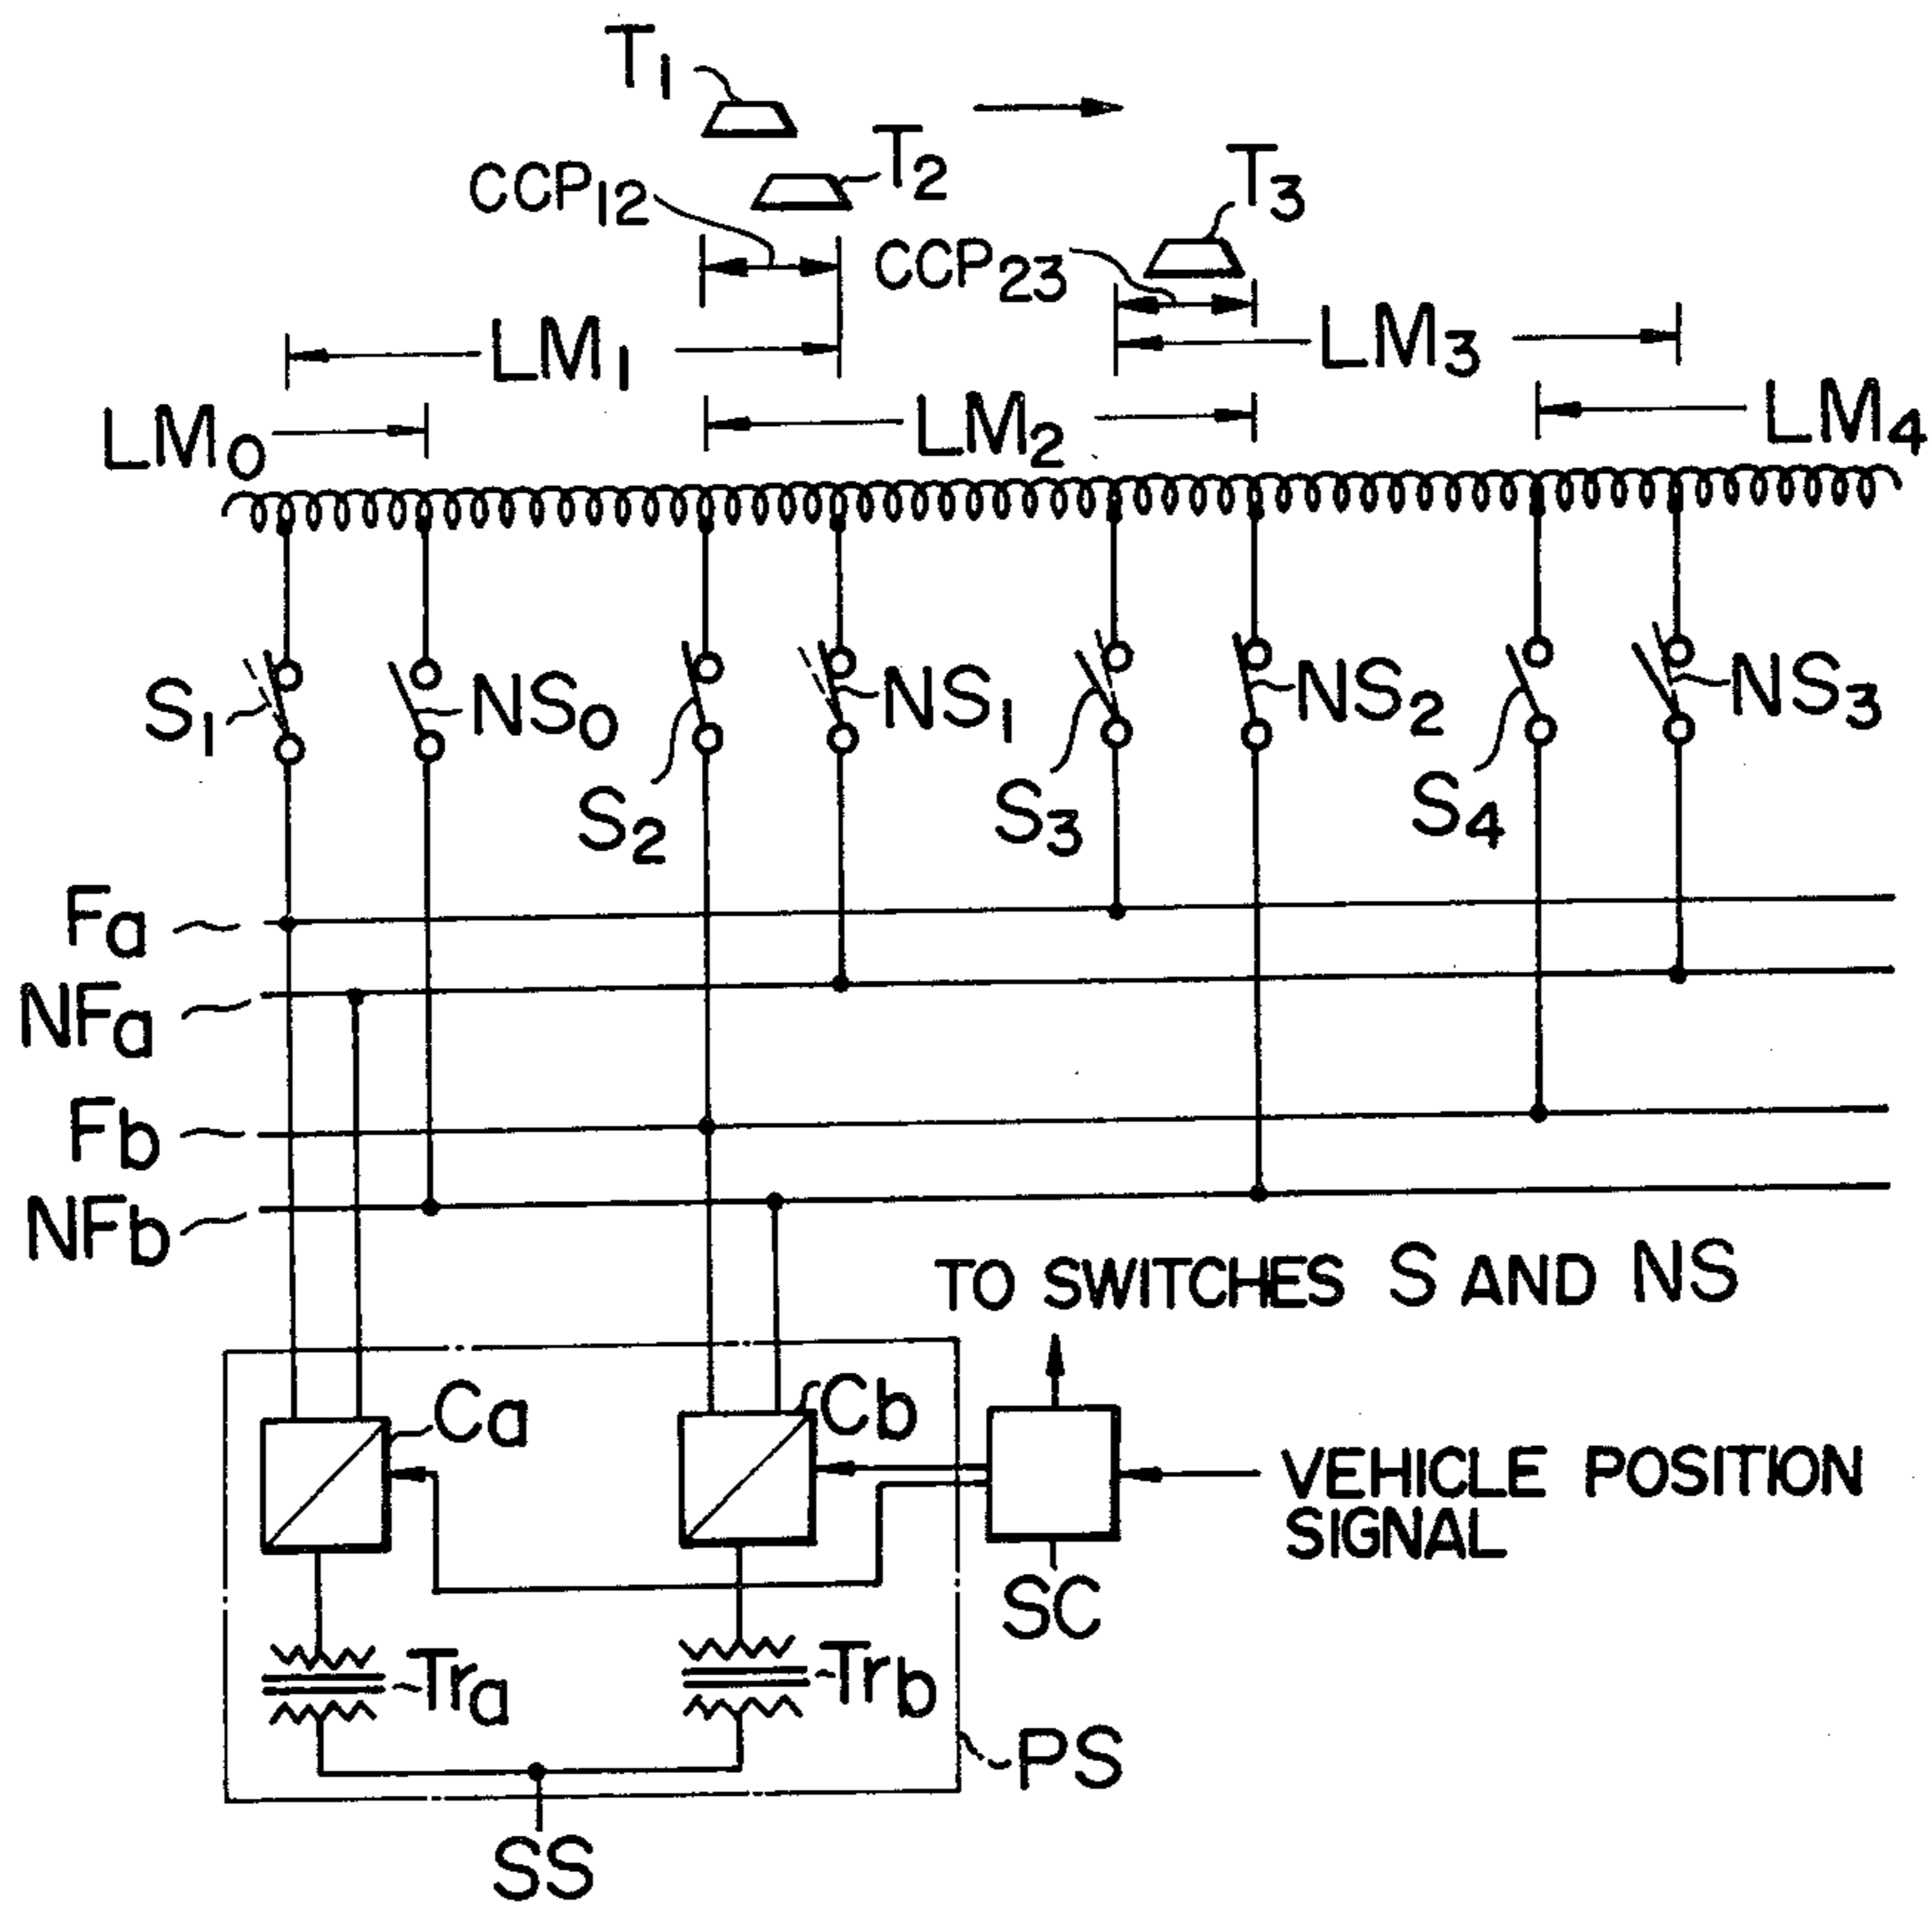 T1
T2
CCP12
T3
CCP23
LM1
LM3
LM0
LM2
LM4
S1
NS0
NS1
NS2
NS3
S2
S3
S4
Fa
NFa
Fb
NFb
TO SWITCHES S AND NS
Ca
Cb
VEHICLE POSITION
SIGNAL
SC
Tra
Trb
PS
SS